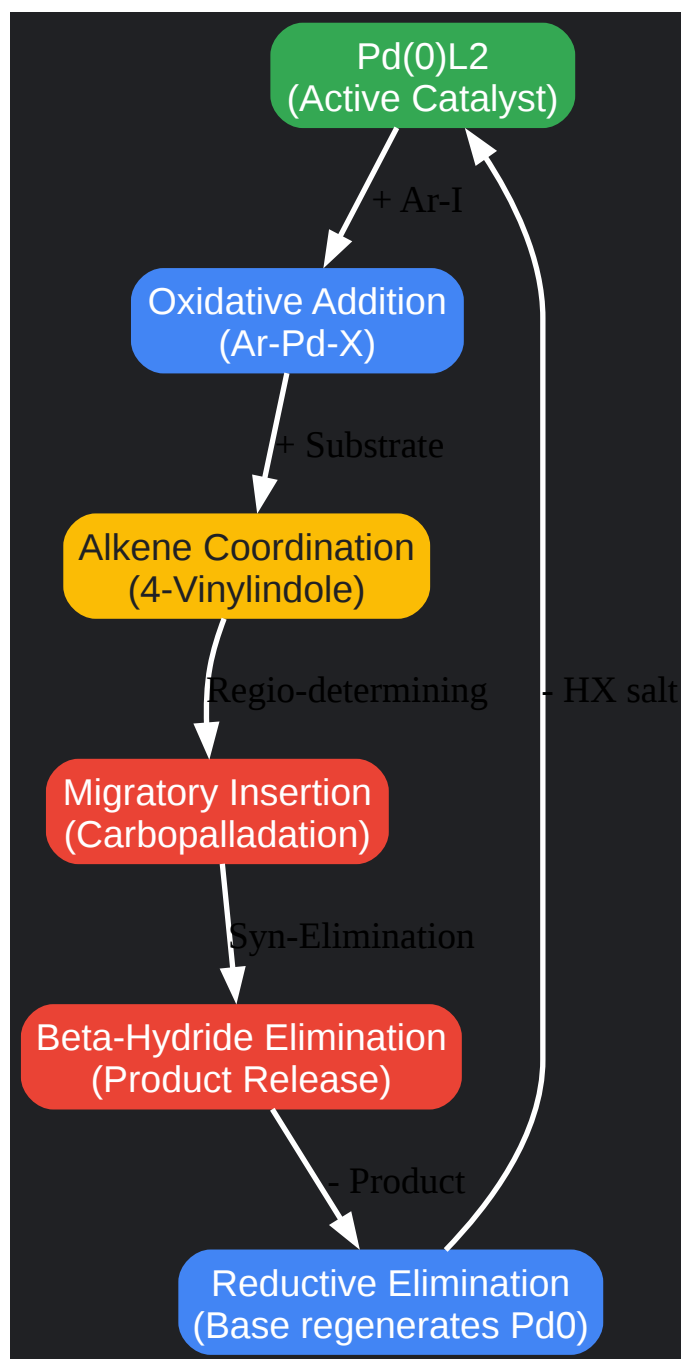 Pd(0)L2
(Active Catalyst)
+ Ar-I
Oxidative Addition
(Ar-Pd-X)
+ Substrate
Alkene Coordination
(4-Vinylindole)
Regio-determining
- HX salt
Migratory Insertion
(Carbopalladation)
Syn-Elimination
Beta-Hydride Elimination
(Product Release)
- Product
Reductive Elimination
(Base regenerates Pd0)